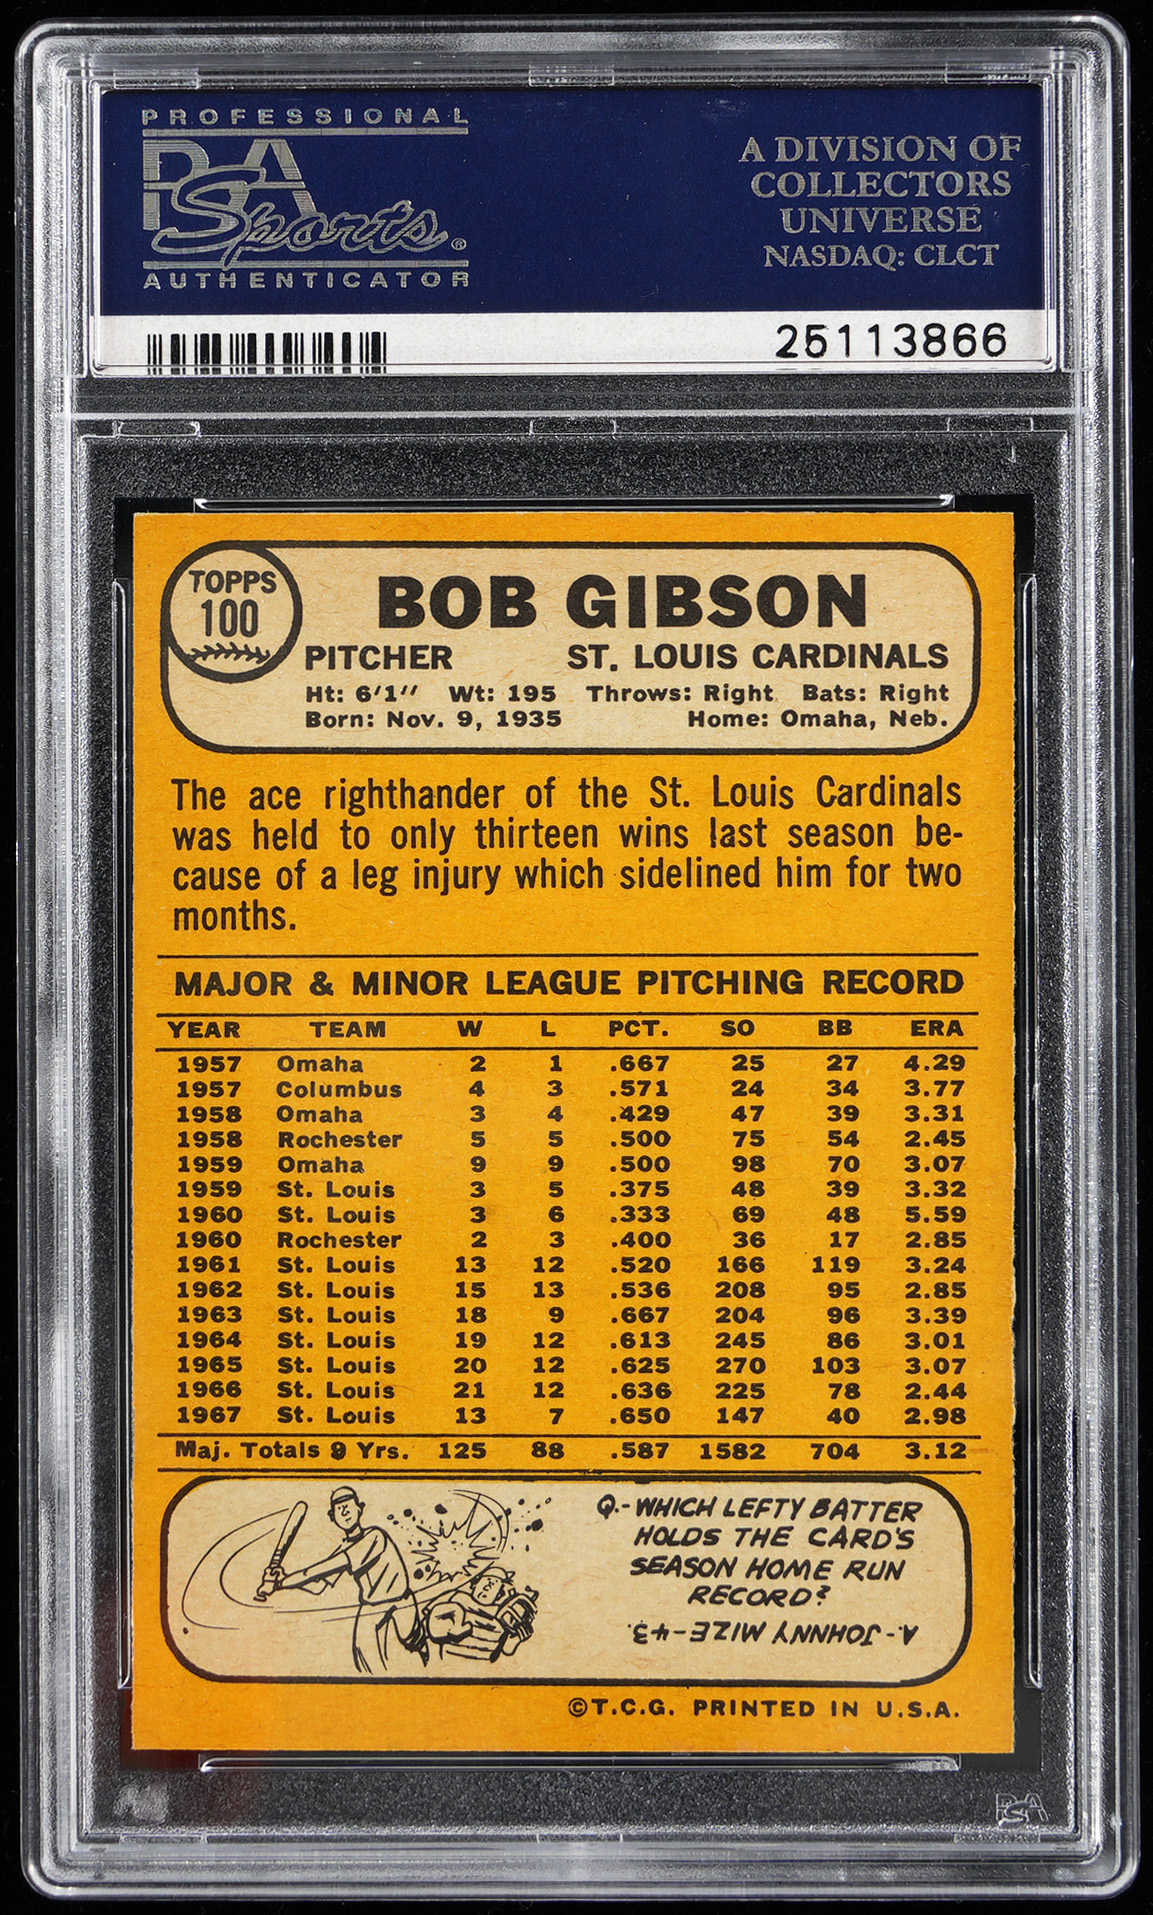 PROFESSIONAL
PSA
Sports®
AUTHENTICATOR
A DIVISION OF
COLLECTORS
UNIVERSE
NASDAQ: CLCT
25113866
TOPPS
100
BOB GIBSON
PITCHER ST. LOUIS CARDINALS
Ht: 6'1" Wt: 195 Throws: Right Bats: Right
Born: Nov. 9, 1935 Home: Omaha, Neb.
The ace righthander of the St. Louis Cardinals
was held to only thirteen wins last season be-
cause of a leg injury which sidelined him for two
months.
MAJOR & MINOR LEAGUE PITCHING RECORD
YEAR TEAM W L PCT. SO BB ERA
1957 Omaha 2 1 .667 25 27 4.29
1957 Columbus 4 3 .571 24 34 3.77
1958 Omaha 3 4 .429 47 39 3.31
1958 Rochester 5 5 .500 75 54 2.45
1959 Omaha 9 9 .500 98 70 3.07
1959 St. Louis 3 5 .375 48 39 3.32
1960 St. Louis 3 6 .333 69 48 5.59
1960 Rochester 2 3 .400 36 17 2.85
1961 St. Louis 13 12 .520 166 119 3.24
1962 St. Louis 15 13 .536 208 95 2.85
1963 St. Louis 18 9 .667 204 96 3.39
1964 St. Louis 19 12 .613 245 86 3.01
1965 St. Louis 20 12 .625 270 103 3.07
1966 St. Louis 21 12 .636 225 78 2.44
1967 St. Louis 13 7 .650 147 40 2.98
Maj. Totals 9 Yrs. 125 88 .587 1582 704 3.12
Q.- WHICH LEFTY BATTER
HOLDS THE CARD'S
SEASON HOME RUN
RECORD?
A.- JOHNNY MIZE-43.
©T.C.G. PRINTED IN U.S.A.
PSA